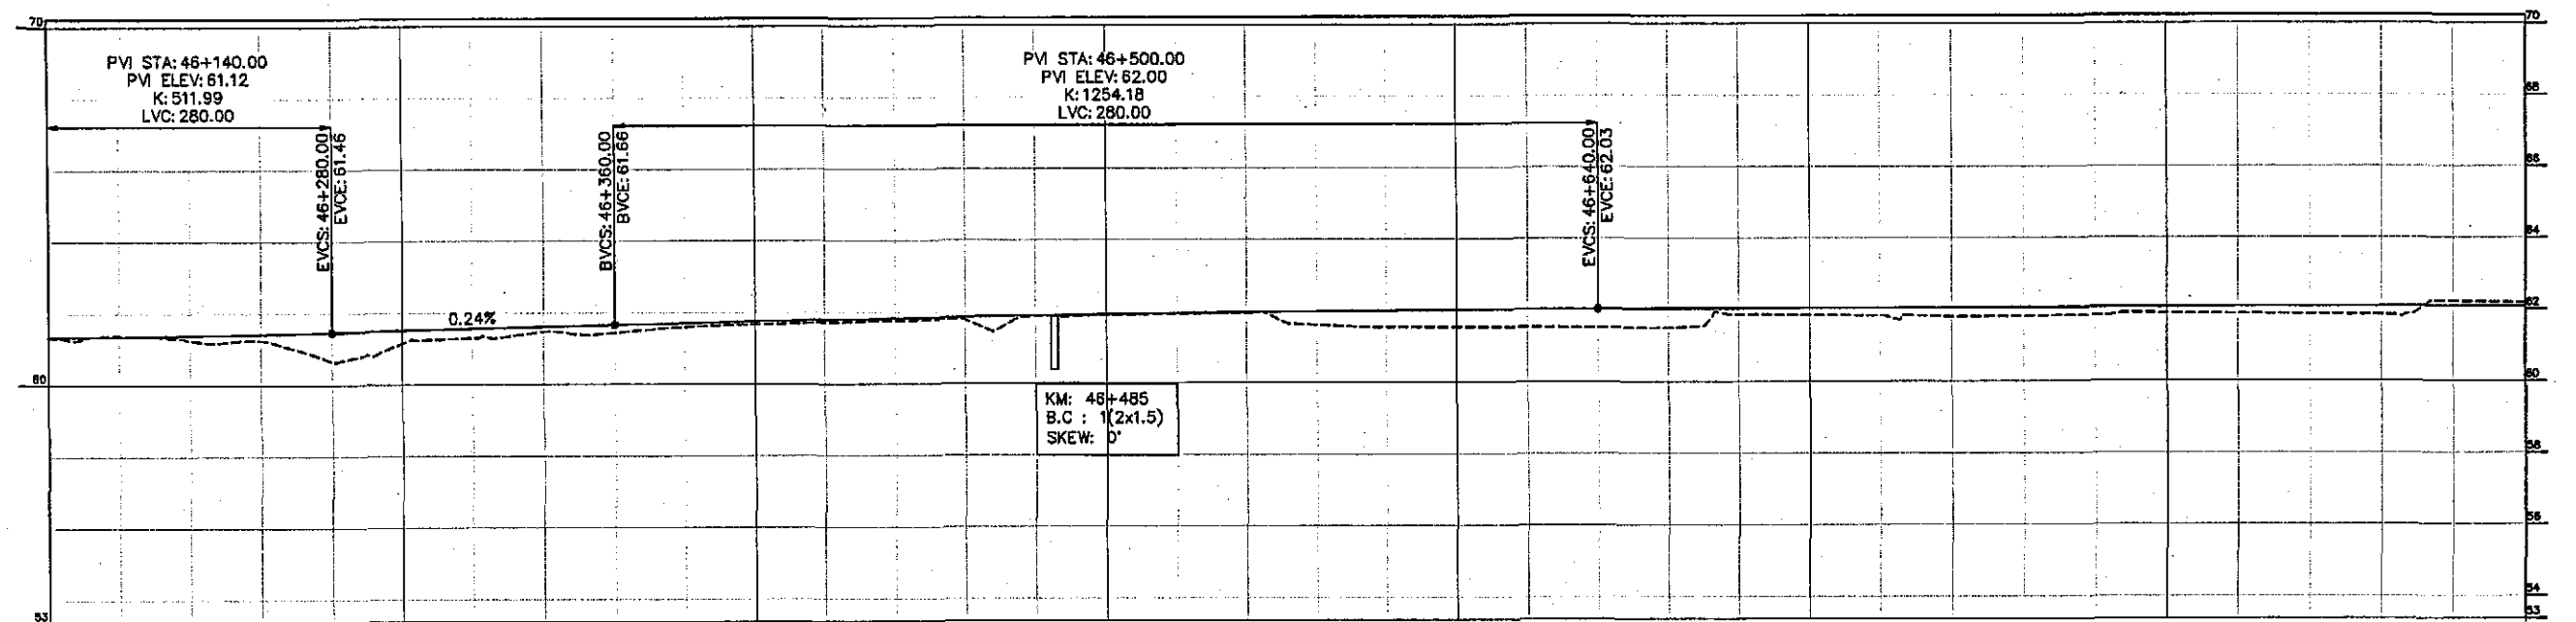 70
70
PVI STA: 46+140.00
PVI ELEV: 61.12
K: 511.99
LVC: 280.00
PVI STA: 46+500.00
PVI ELEV: 62.00
K: 1254.18
LVC: 280.00
68
EVCS: 46+280.00
EVCE: 61.46
BVCS: 46+360.00
BVCE: 61.66
EVCS: 46+640.00
EVCE: 62.03
66
64
62
0.24%
60
60
KM: 46+485
B.C : 1(2x1.5)
SKEW: 0°
58
56
54
53
53